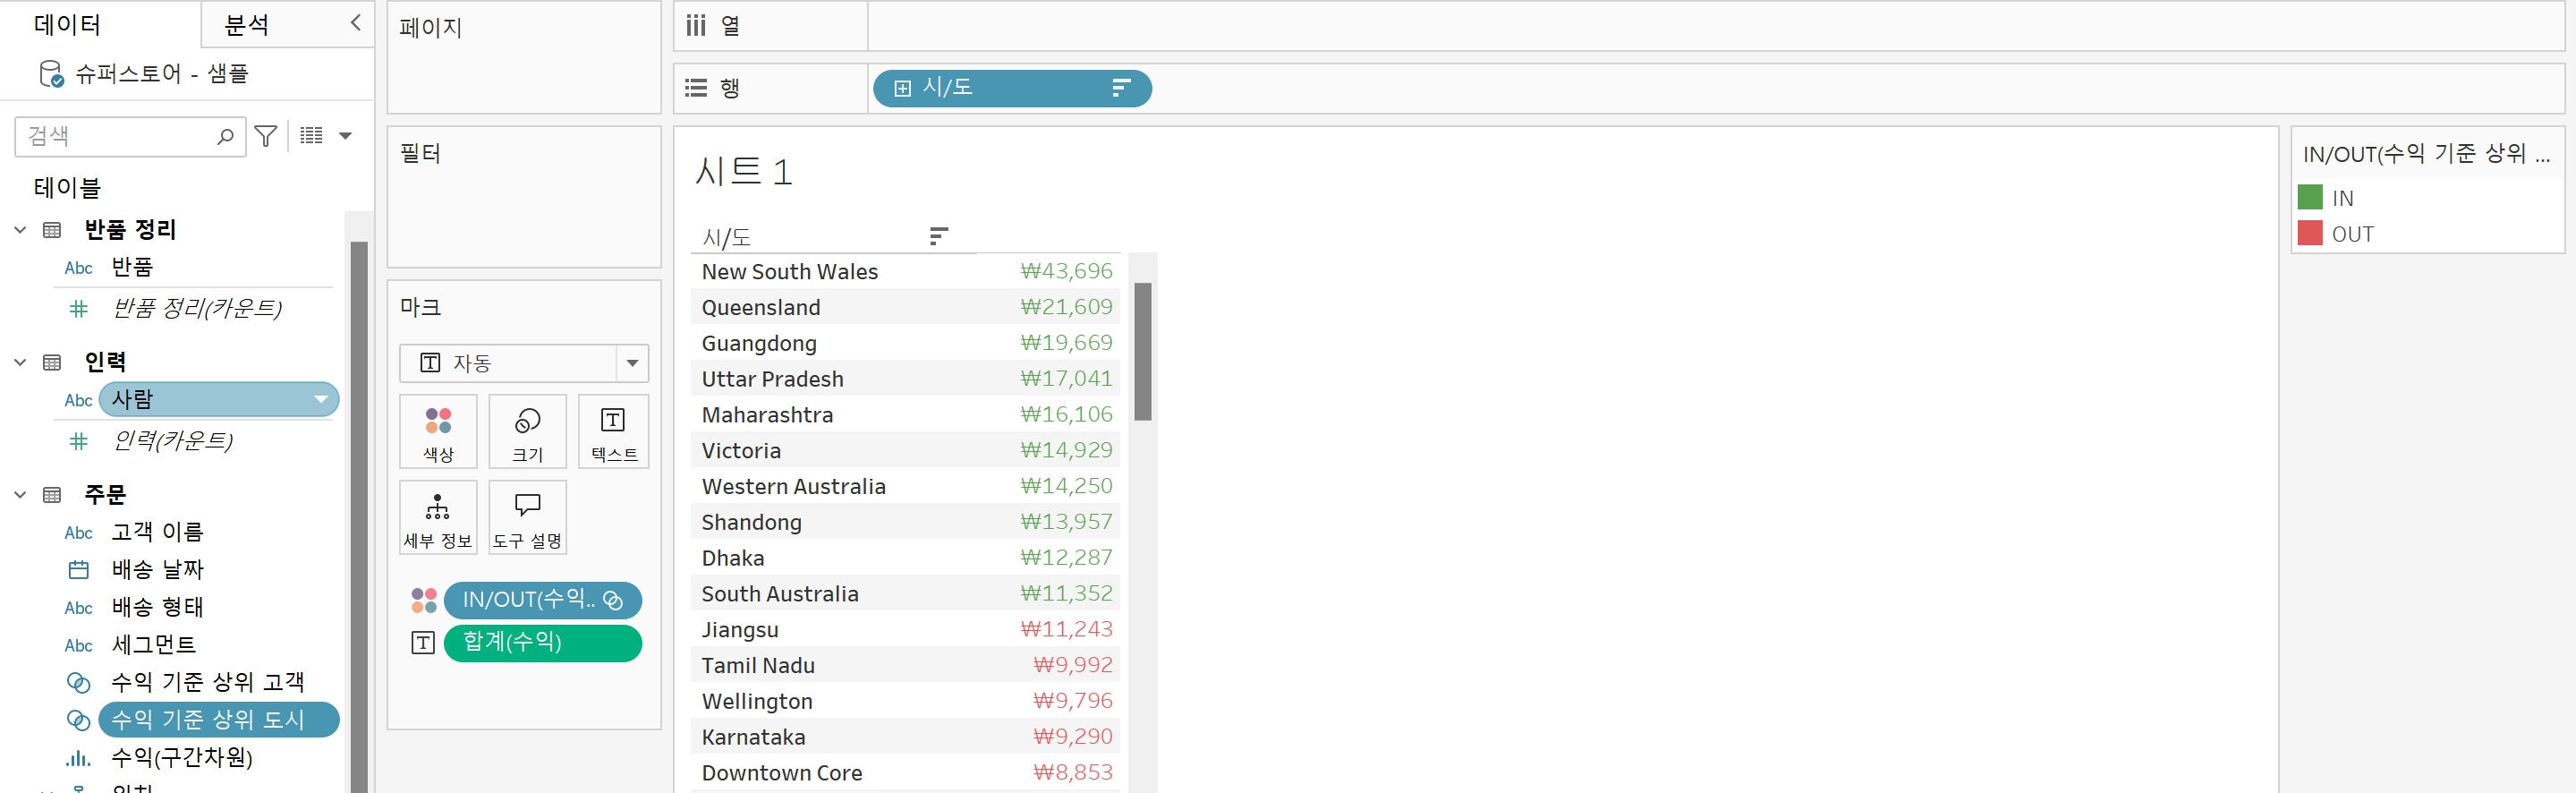 데이터
분석
슈퍼스토어 - 샘플
검색
테이블
반품 정리
Abc 반품
반품 정리(카운트)
인력
Abc 사람
인력(카운트)
주문
Abc 고객 이름
배송 날짜
Abc 배송 형태
Abc 세그먼트
수익 기준 상위 고객
수익 기준 상위 도시
수익(구간차원)
페이지
필터
마크
자동
색상
크기
텍스트
세부 정보
도구 설명
IN/OUT(수익..
합계(수익)
열
행
시/도
시트 1
시/도
New South Wales ₩43,696
Queensland ₩21,609
Guangdong ₩19,669
Uttar Pradesh ₩17,041
Maharashtra ₩16,106
Victoria ₩14,929
Western Australia ₩14,250
Shandong ₩13,957
Dhaka ₩12,287
South Australia ₩11,352
Jiangsu ₩11,243
Tamil Nadu ₩9,992
Wellington ₩9,796
Karnataka ₩9,290
Downtown Core ₩8,853
IN/OUT(수익 기준 상위 ...
IN
OUT